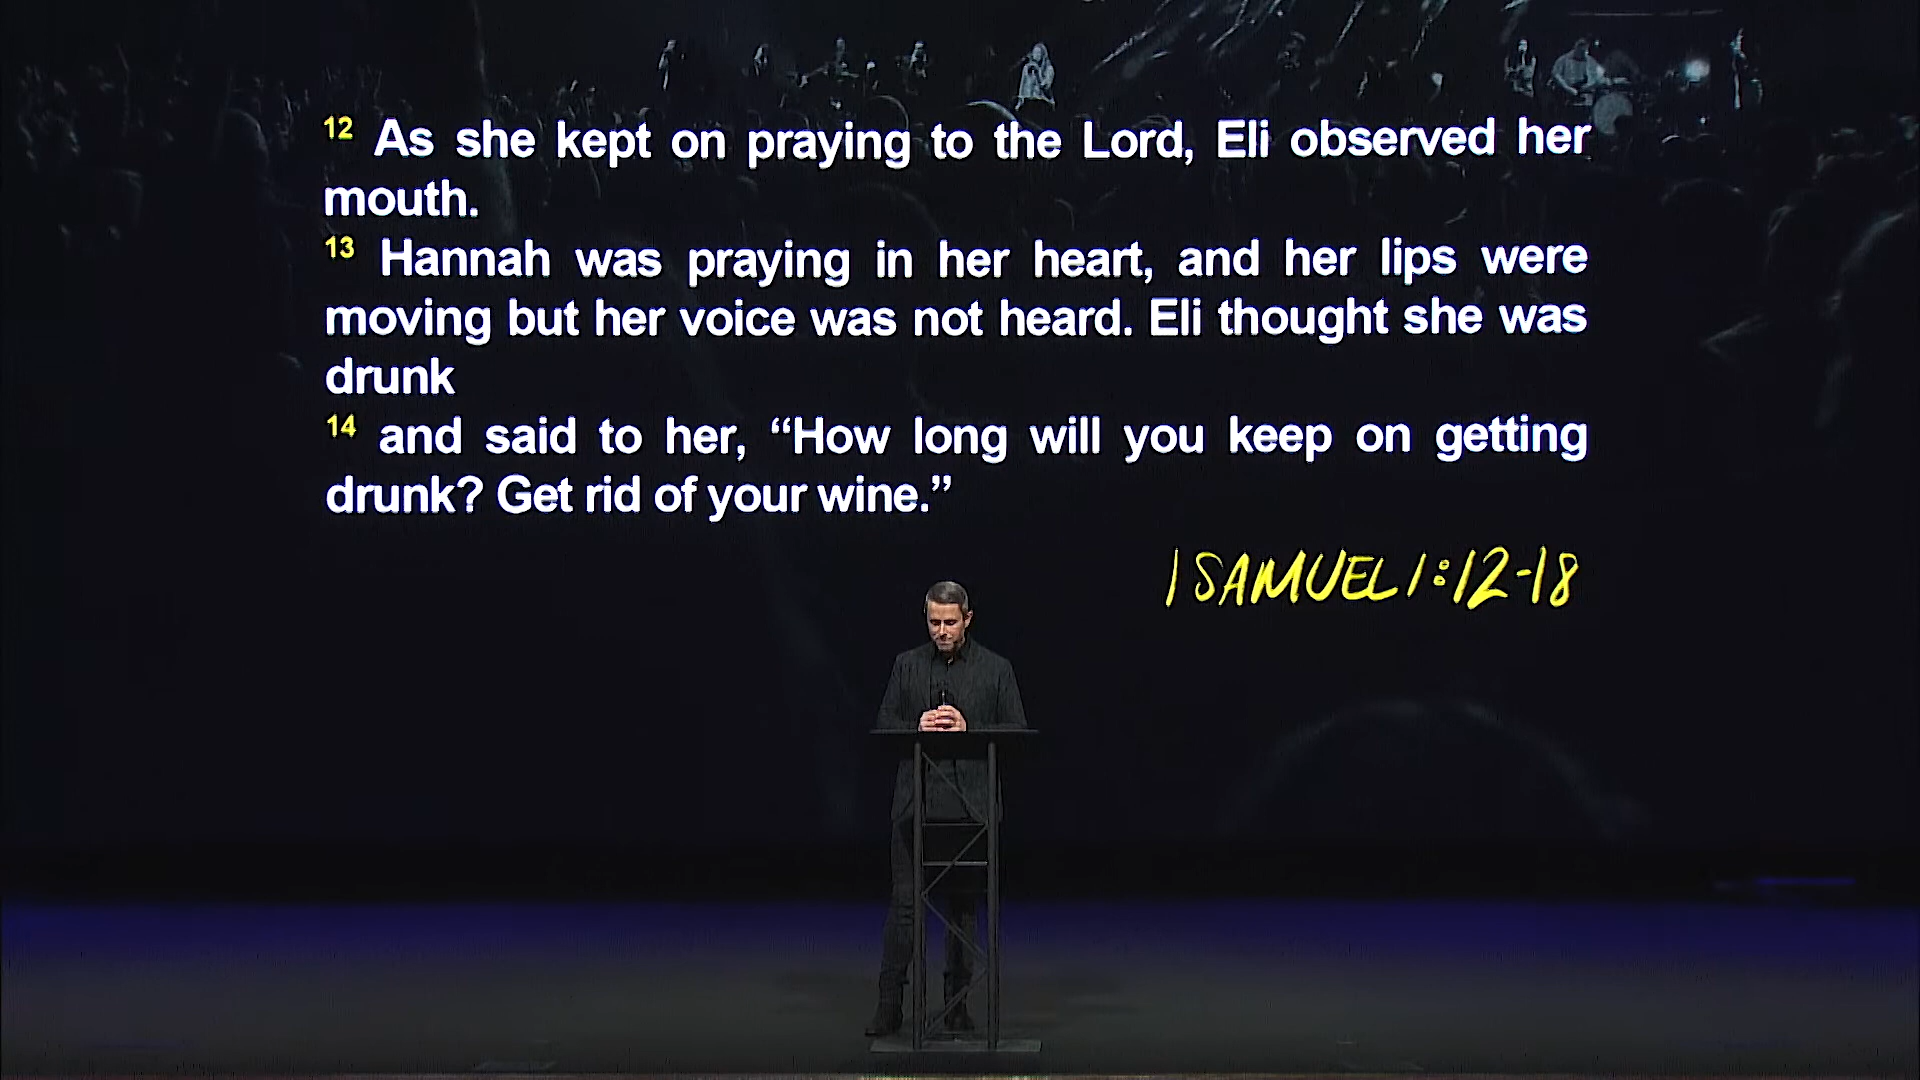 12 As she kept on praying to the Lord, Eli observed her
mouth.
13 Hannah was praying in her heart, and her lips were
moving but her voice was not heard. Eli thought she was
drunk
14 and said to her, “How long will you keep on getting
drunk? Get rid of your wine.”
1 SAMUEL 1:12-18